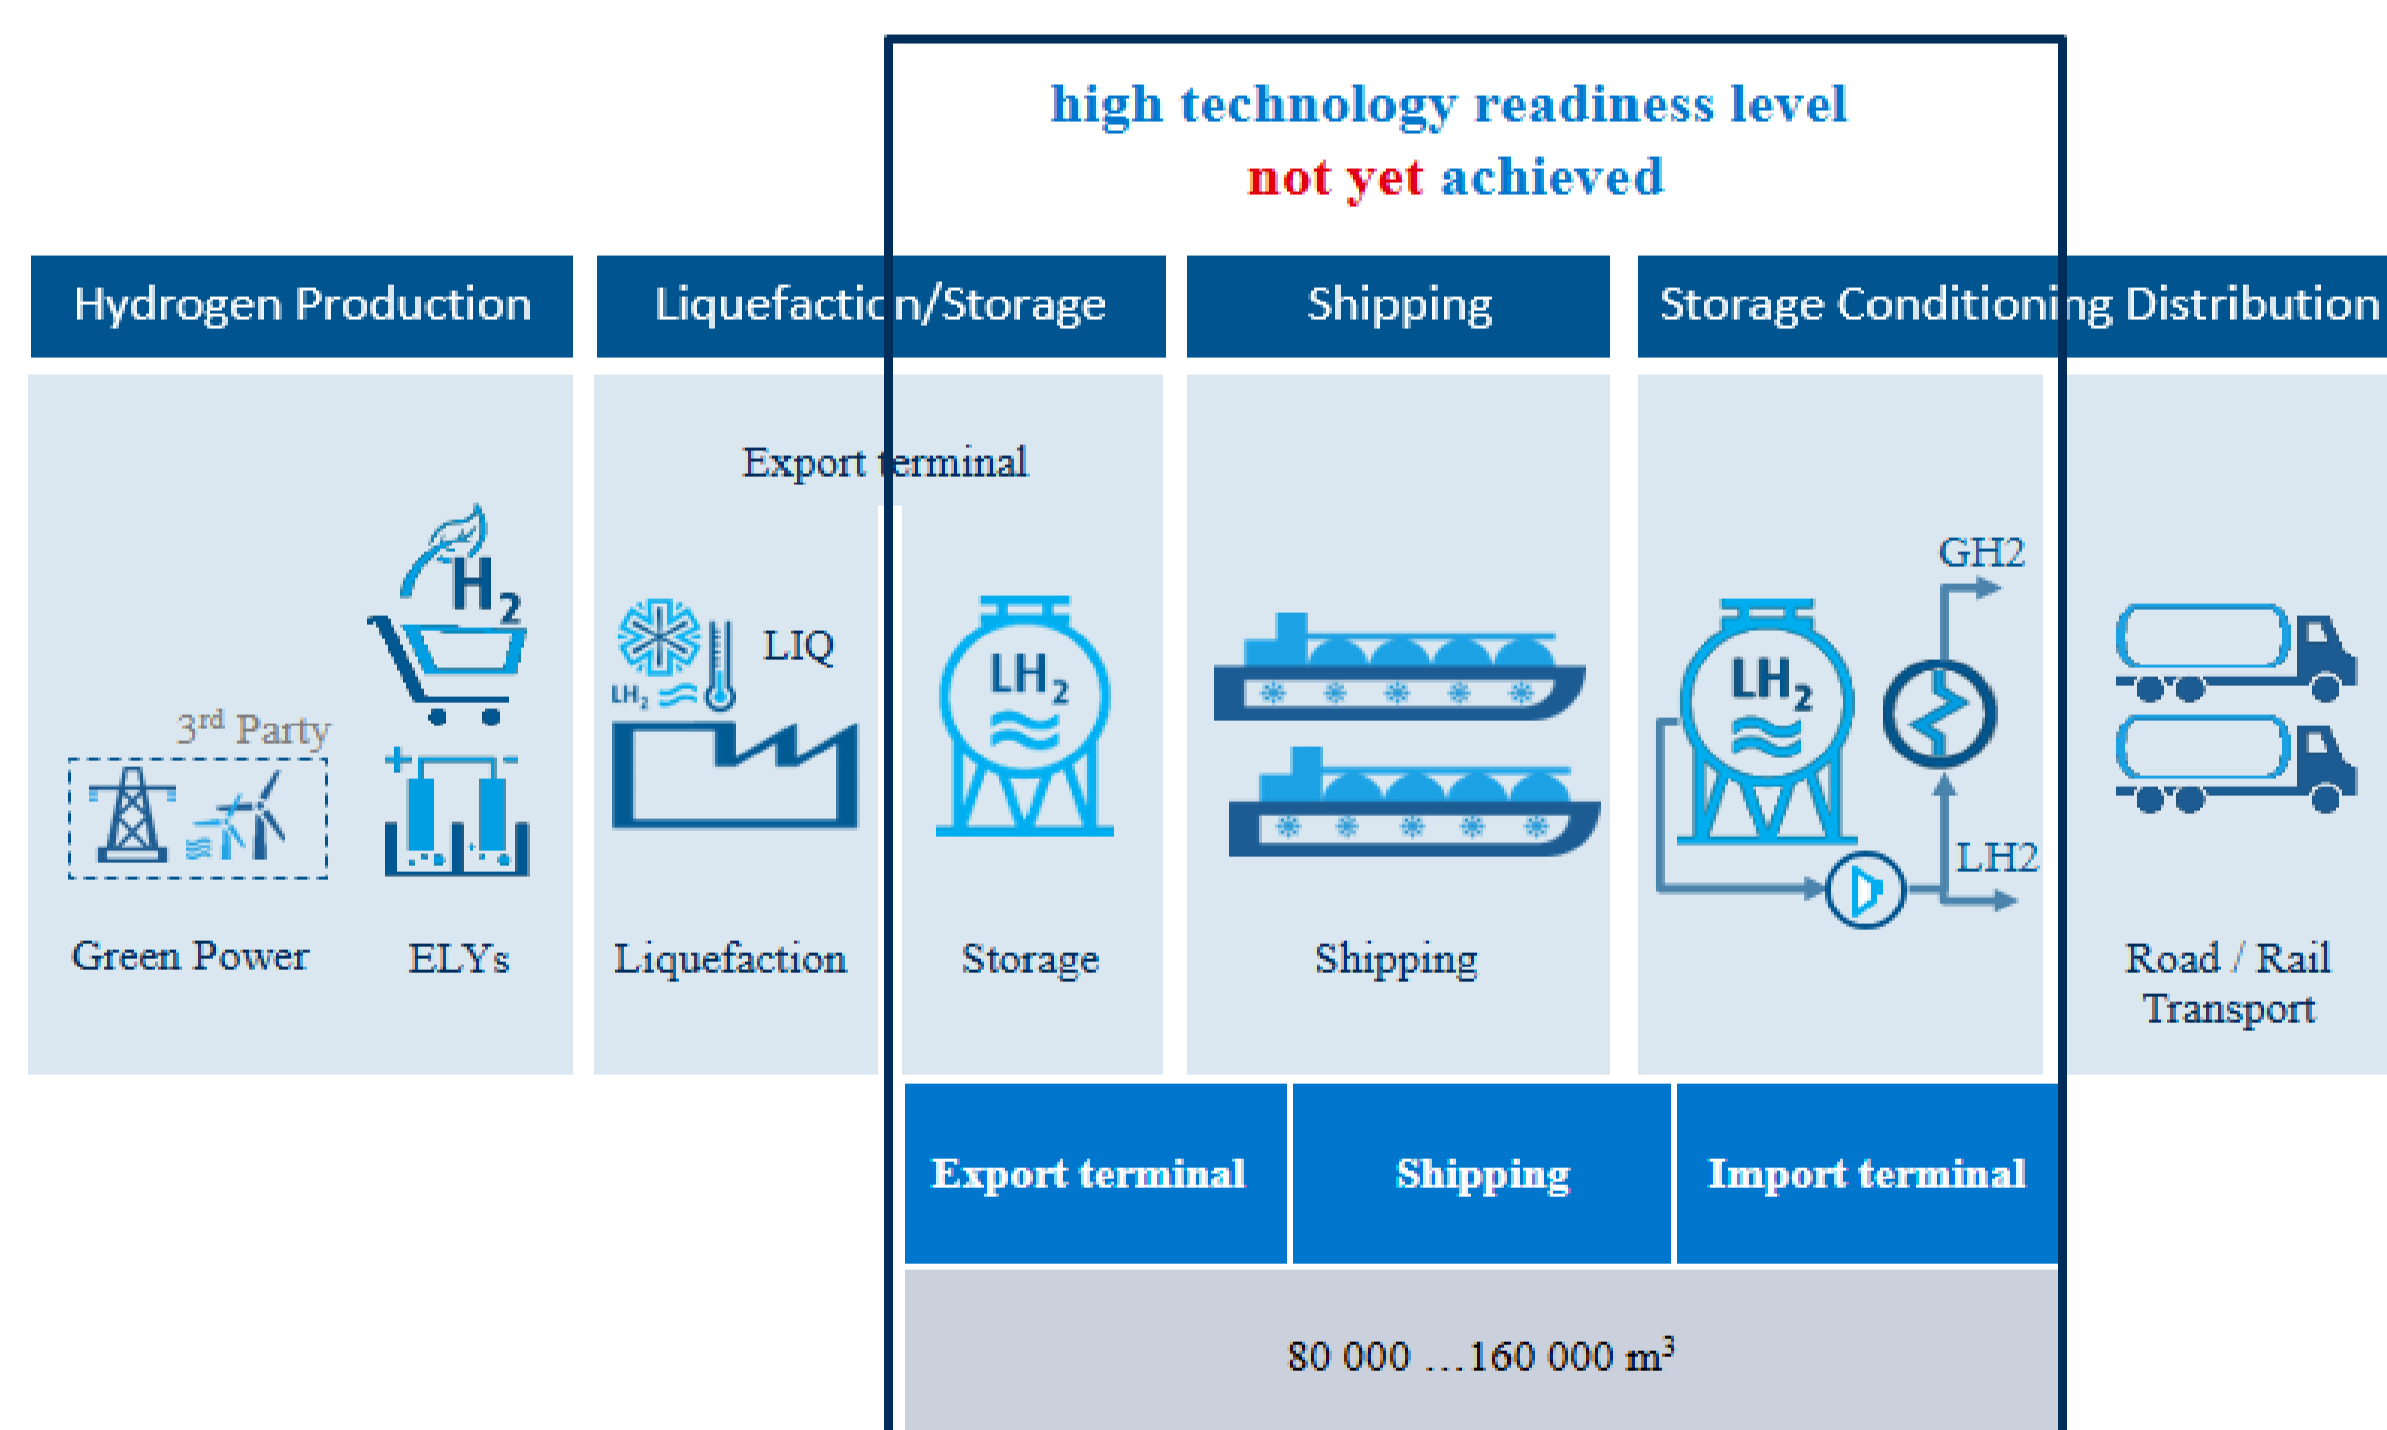 high technology readiness level
not yet achieved
Hydrogen Production
Liquefaction/Storage
Shipping
Storage Conditioning Distribution
Export terminal
H2
3rd Party
+ -
Green Power
ELYs
LIQ
LH2
Liquefaction
LH2
Storage
Shipping
GH2
LH2
LH2
Road / Rail
Transport
Export terminal
Shipping
Import terminal
80 000 …160 000 m³